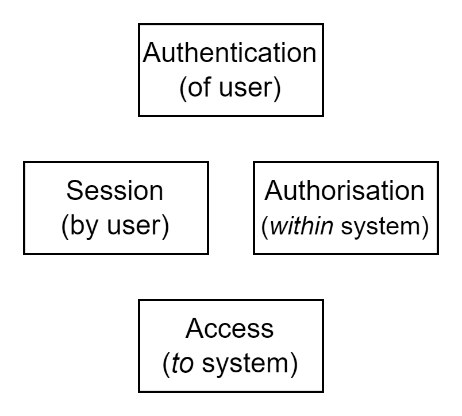 Authentication
(of user)
Session
(by user)
Authorisation
(within system)
Access
(to system)